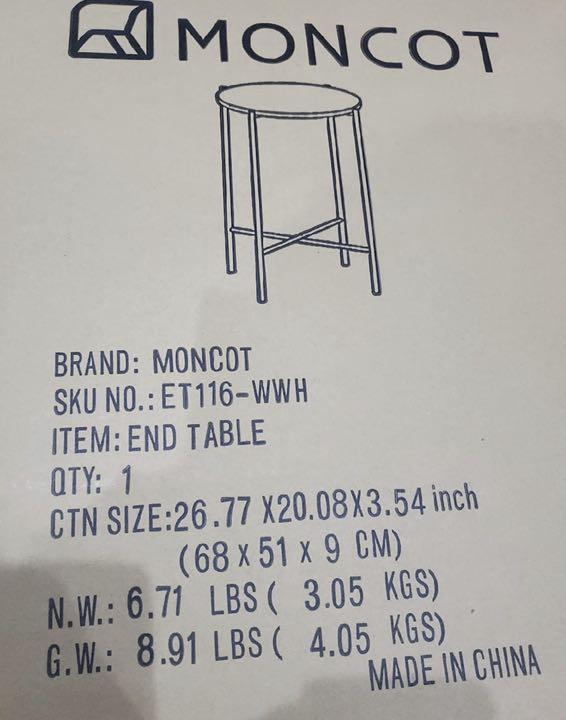 MONCOT
BRAND: MONCOT
SKU NO.: ET116-WWH
ITEM: END TABLE
QTY: 1
CTN SIZE:26.77 X20.08X3.54 inch
(68 x 51 x 9 CM)
N.W.: 6.71 LBS ( 3.05 KGS)
G.W.: 8.91 LBS ( 4.05 KGS)
MADE IN CHINA